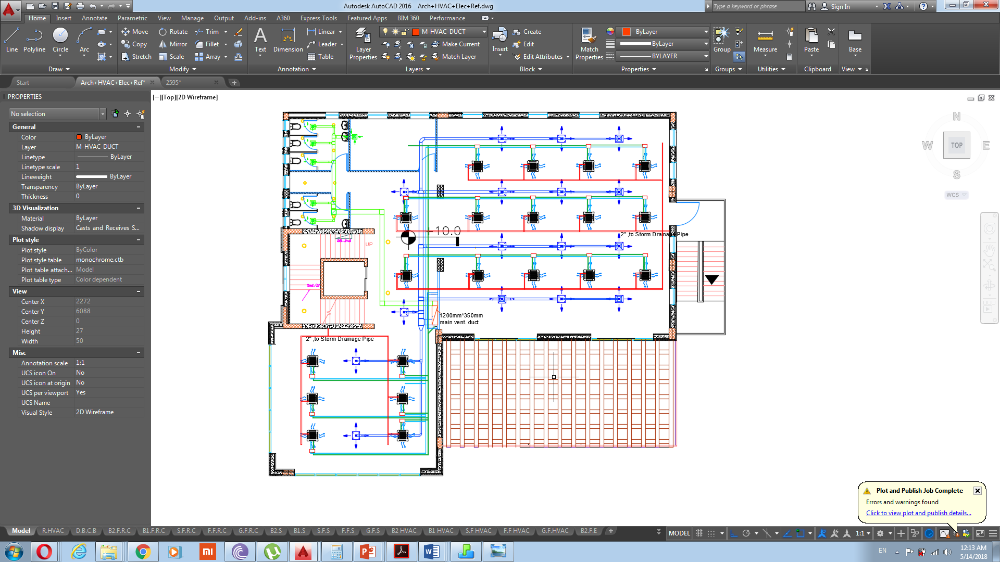 Autodesk AutoCAD 2016 Arch+HVAC+Elec+Ref.dwg
Type a keyword or phrase
Sign In
Home Insert Annotate Parametric View Manage Output Add-ins A360 Express Tools Featured Apps BIM 360 Performance
Line Polyline Circle Arc
Move Rotate Trim
Copy Mirror Fillet
Stretch Scale Array
Text Dimension
Linear
Leader
Table
Layer Properties
M-HVAC-DUCT
Make Current
Match Layer
Insert
Create
Edit
Edit Attributes
Match Properties
ByLayer
ByLayer
BYLAYER
Group
Measure
Paste
Base
Draw Modify Annotation Layers Block Properties Groups Utilities Clipboard View
Start Arch+HVAC+Elec+Ref* 2595*
PROPERTIES
No selection
General
Color ByLayer
Layer M-HVAC-DUCT
Linetype ByLayer
Linetype scale 1
Lineweight ByLayer
Transparency ByLayer
Thickness 0
3D Visualization
Material ByLayer
Shadow display Casts and Receives S...
Plot style
Plot style ByColor
Plot style table monochrome.ctb
Plot table attach... Model
Plot table type Color dependent
View
Center X 2272
Center Y 6088
Center Z 0
Height 27
Width 50
Misc
Annotation scale 1:1
UCS icon On No
UCS icon at origin No
UCS per viewport Yes
UCS Name
Visual Style 2D Wireframe
[−][Top][2D Wireframe]
N
W TOP E
S
WCS
+10.0
2" ,to Storm Drainage Pipe
UP
1200mm*350mm
main vent. duct
2" ,to Storm Drainage Pipe
Plot and Publish Job Complete
Errors and warnings found
Click to view plot and publish details...
Model R.HVAC D.B.C.B B2.F.R.C B1.F.R.C S.F.R.C F.F.R.C G.F.R.C B2.S B1.S S.F.S F.F.S G.F.S B2 HVAC B1 HVAC S.F HVAC F.F HVAC G.F.HVAC B2.F.E
MODEL 1:1
EN
12:13 AM
5/14/2018